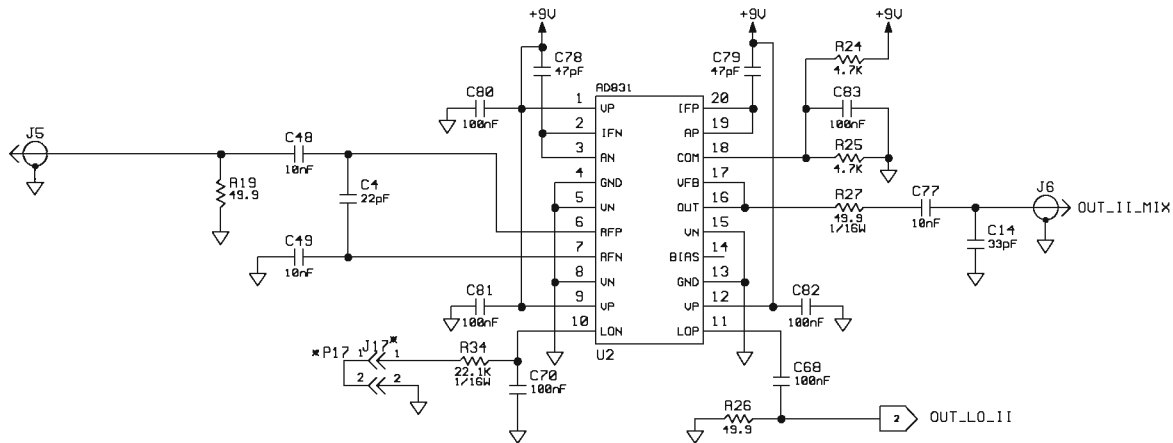 +9V
+9V
+9V
C78
47pF
C79
47pF
R24
4.7K
C80
100nF
AD831
C83
100nF
R25
4.7K
1 VP
2 IFN
3 AN
4 GND
5 VN
6 RFP
7 RFN
8 VN
9 VP
10 LON
IFP 20
AP 19
COM 18
VFB 17
OUT 16
VN 15
BIAS 14
GND 13
VP 12
LOP 11
U2
J5
C48
10nF
R19
49.9
C4
22pF
C49
10nF
R27
49.9
1/16W
C77
10nF
J6
OUT_II_MIX
C14
33pF
C81
100nF
C82
100nF
*P17
J17*
1 1
2 2
R34
22.1K
1/16W
C70
100nF
C68
100nF
R26
49.9
2
OUT_LO_II